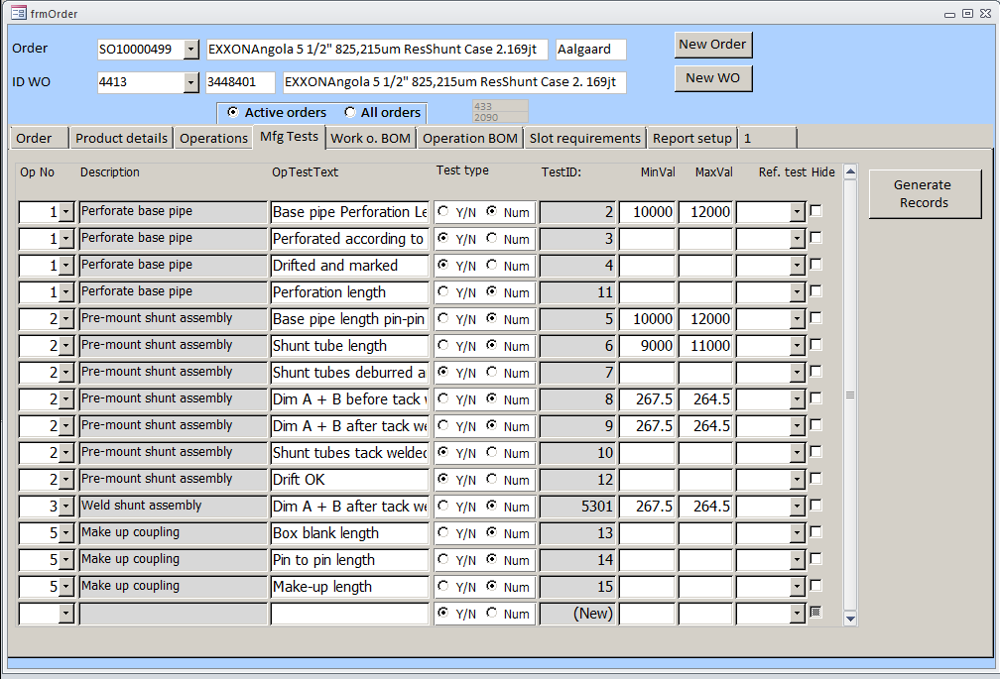 frmOrder
Order SO10000499 EXXONAngola 5 1/2" 825,215um ResShunt Case 2.169jt Aalgaard New Order
ID WO 4413 3448401 EXXONAngola 5 1/2" 825,215um ResShunt Case 2. 169jt New WO
Active orders All orders 433
2090
Order Product details Operations Mfg Tests Work o. BOM Operation BOM Slot requirements Report setup 1
Op No Description OpTestText Test type TestID: MinVal MaxVal Ref. test Hide
Generate
Records
1 Perforate base pipe Base pipe Perforation Le Y/N Num 2 10000 12000
1 Perforate base pipe Perforated according to Y/N Num 3
1 Perforate base pipe Drifted and marked Y/N Num 4
1 Perforate base pipe Perforation length Y/N Num 11
2 Pre-mount shunt assembly Base pipe length pin-pin Y/N Num 5 10000 12000
2 Pre-mount shunt assembly Shunt tube length Y/N Num 6 9000 11000
2 Pre-mount shunt assembly Shunt tubes deburred a Y/N Num 7
2 Pre-mount shunt assembly Dim A + B before tack Y/N Num 8 267.5 264.5
2 Pre-mount shunt assembly Dim A + B after tack we Y/N Num 9 267.5 264.5
2 Pre-mount shunt assembly Shunt tubes tack welded Y/N Num 10
2 Pre-mount shunt assembly Drift OK Y/N Num 12
3 Weld shunt assembly Dim A + B after tack we Y/N Num 5301 267.5 264.5
5 Make up coupling Box blank length Y/N Num 13
5 Make up coupling Pin to pin length Y/N Num 14
5 Make up coupling Make-up length Y/N Num 15
Y/N Num (New)